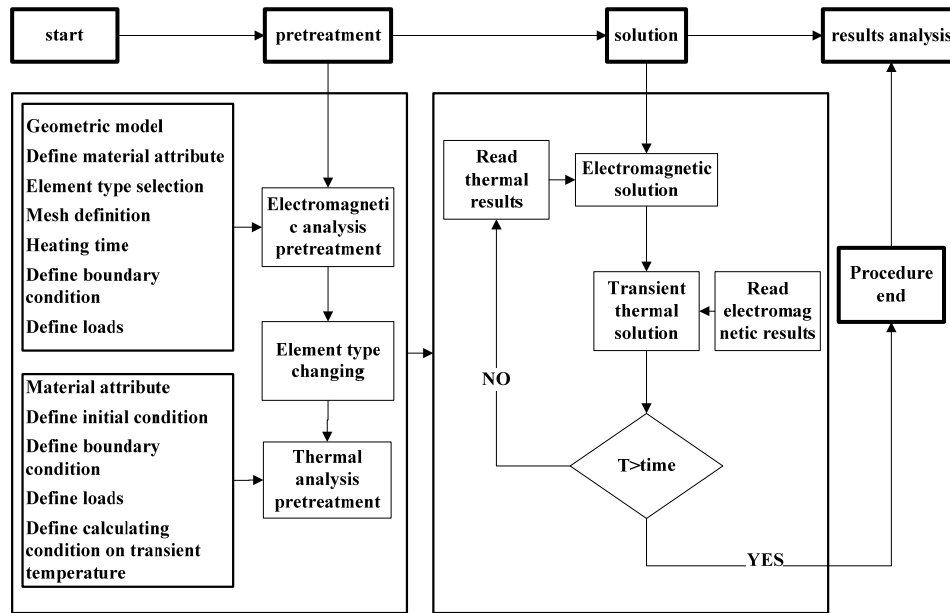 start
pretreatment
solution
results analysis
Geometric model
Define material attribute
Element type selection
Mesh definition
Heating time
Define boundary
condition
Define loads
Electromagneti
c analysis
pretreatment
Element type
changing
Material attribute
Define initial condition
Define boundary
condition
Define loads
Define calculating
condition on transient
temperature
Thermal
analysis
pretreatment
Read
thermal
results
Electromagnetic
solution
Transient
thermal
solution
Read
electromag
netic results
NO
T>time
YES
Procedure
end